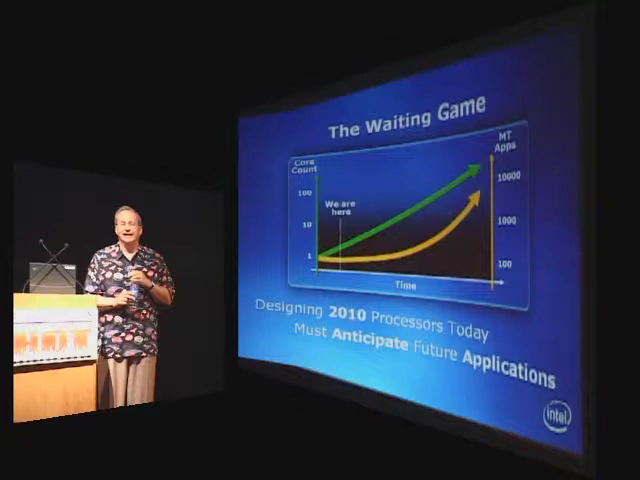 The Waiting Game
Core
Count
MT
Apps
100
10
1
We are
here
10000
1000
100
Time
Designing 2010 Processors Today
Must Anticipate Future Applications
intel
HOT